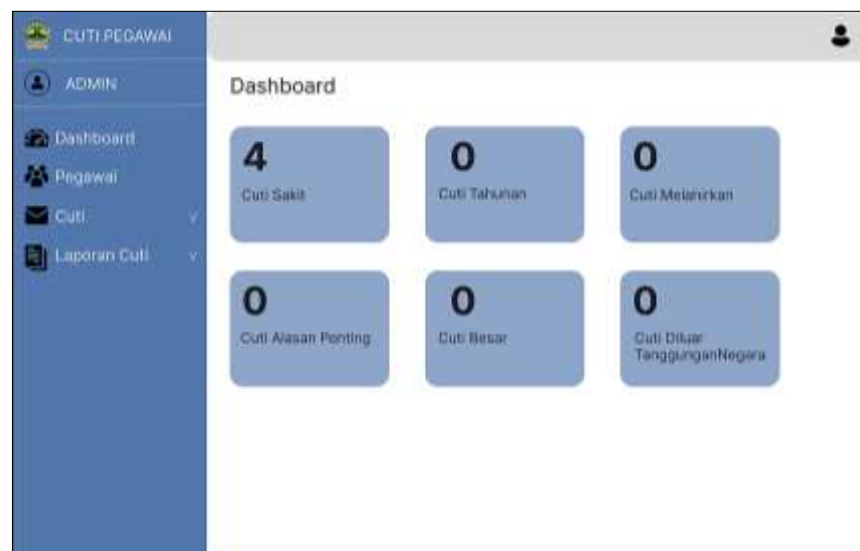 CUTI PEGAWAI
ADMIN
Dashboard
Pegawai
Cuti
Laporan Cuti
Dashboard
4
Cuti Sakit
0
Cuti Tahunan
0
Cuti Melahirkan
0
Cuti Alasan Penting
0
Cuti Besar
0
Cuti Diluar
TanggunganNegara